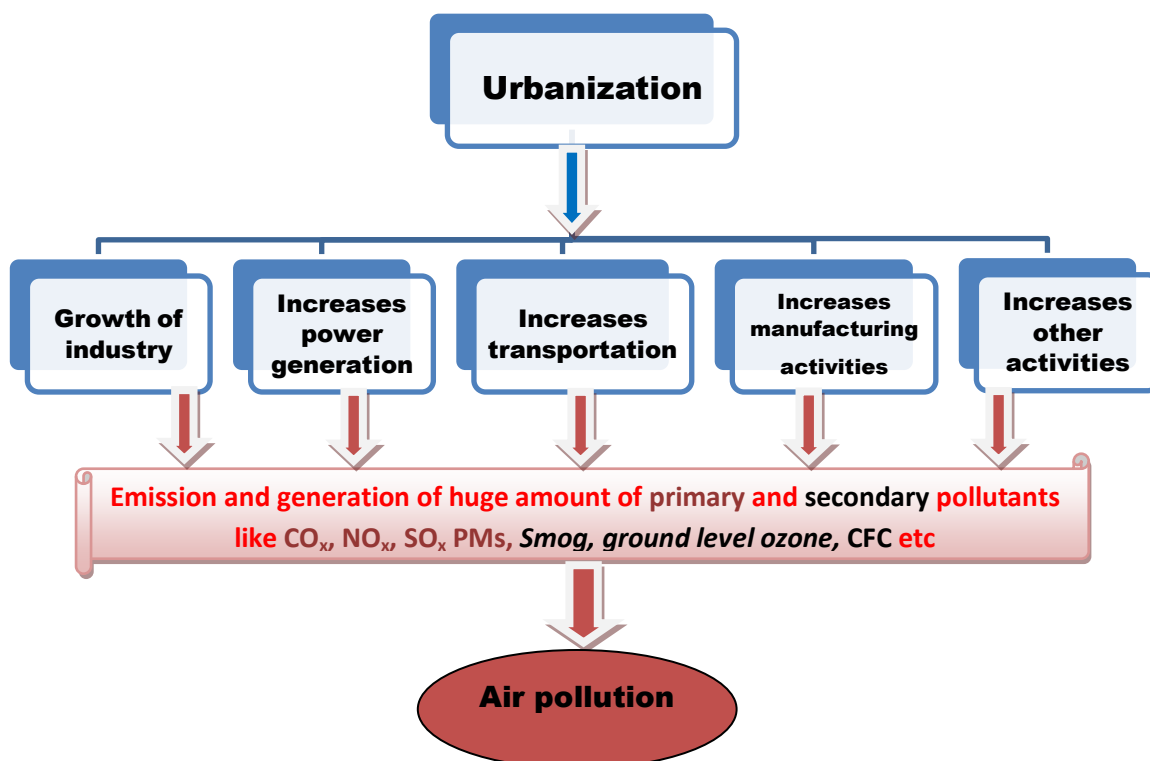 Urbanization
Growth of
industry
Increases
power
generation
Increases
transportation
Increases
manufacturing
activities
Increases
other
activities
Emission and generation of huge amount of primary and secondary pollutants
like COₓ, NOₓ, SOₓ PMs, Smog, ground level ozone, CFC etc
Air pollution